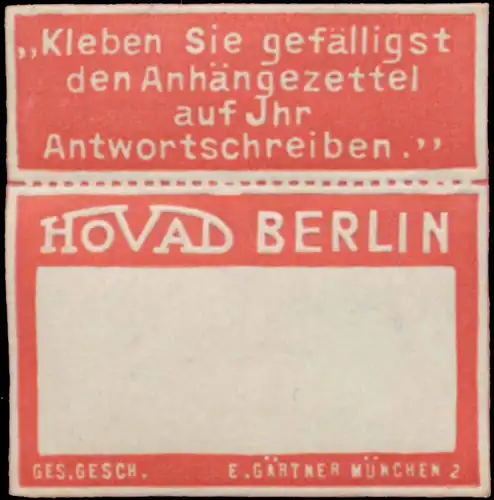 „Kleben Sie gefälligst
den Anhängezettel
auf Jhr
Antwortschreiben.”
HOVAD BERLIN
GES.GESCH. E.GÄRTNER MÜNCHEN 2